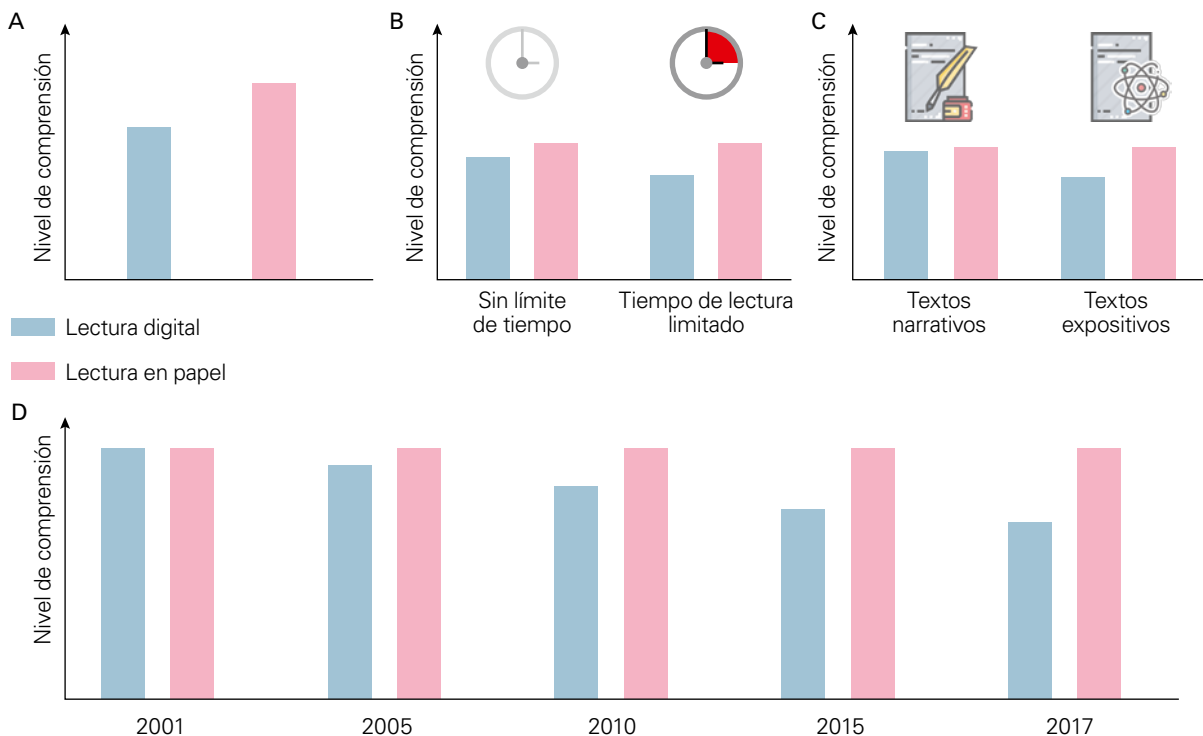 A
Nivel de comprensión
B
Nivel de comprensión
Sin límite
de tiempo
Tiempo de lectura
limitado
C
Nivel de comprensión
Textos
narrativos
Textos
expositivos
Lectura digital
Lectura en papel
D
Nivel de comprensión
2001
2005
2010
2015
2017